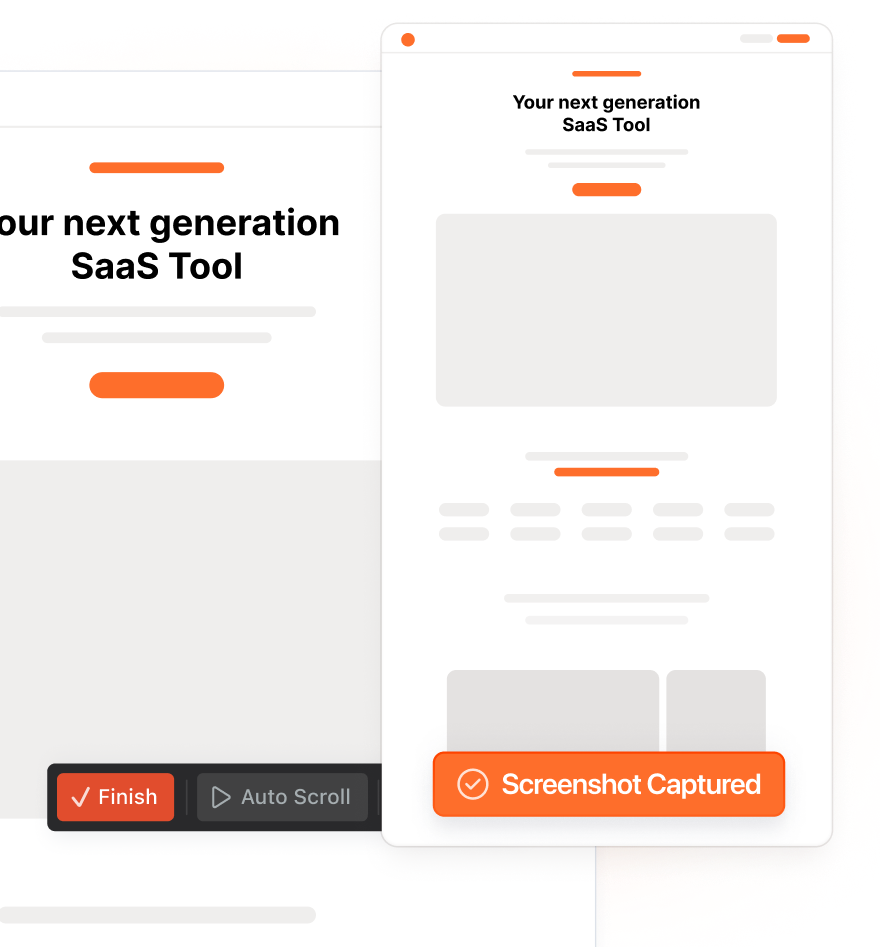 our next generation
SaaS Tool
Finish
Auto Scroll
Your next generation
SaaS Tool
Screenshot Captured